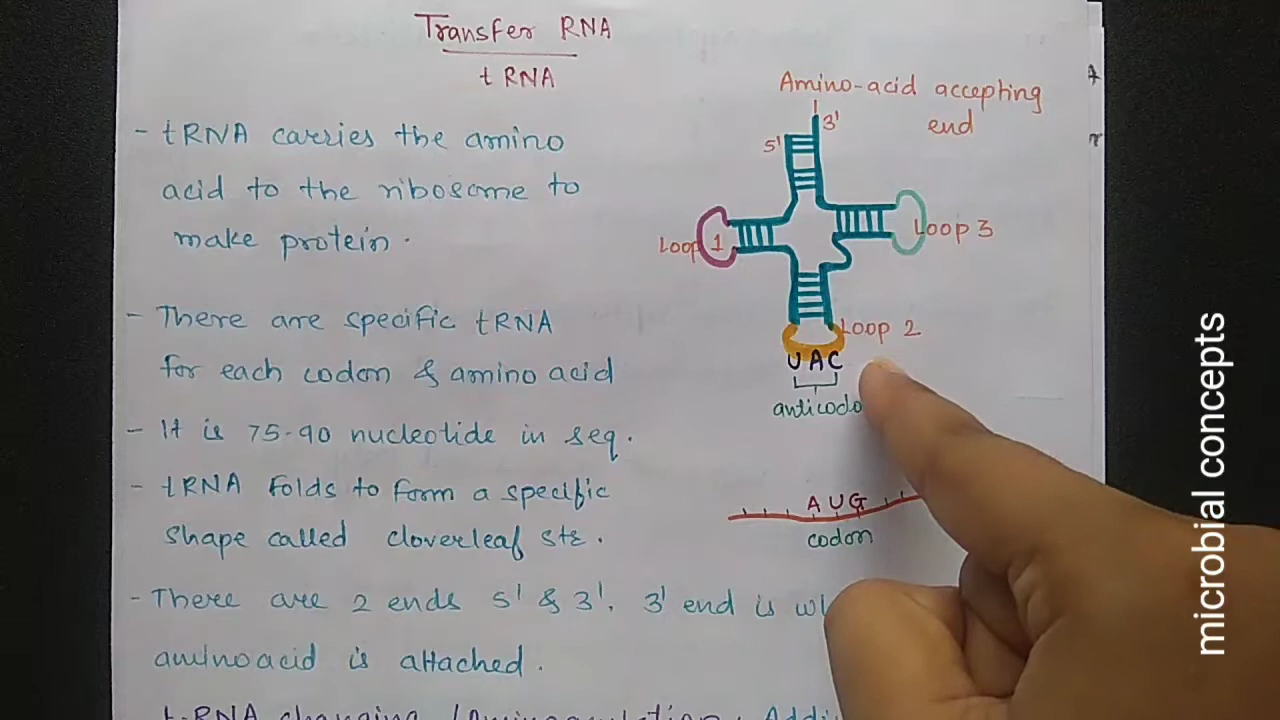 Transfer RNA
tRNA
- tRNA carries the amino
acid to the ribosome to
make protein.
- There are specific tRNA
for each codon & amino acid
- It is 75-90 nucleotide in seq.
- tRNA folds to form a specific
shape called cloverleaf str.
- There are 2 ends 5' & 3'. 3' end is
aminoacid is attached.
Amino-acid accepting
end
3'
5'
Loop 1
Loop 3
Loop 2
UAC
AUG
codon
microbial concepts